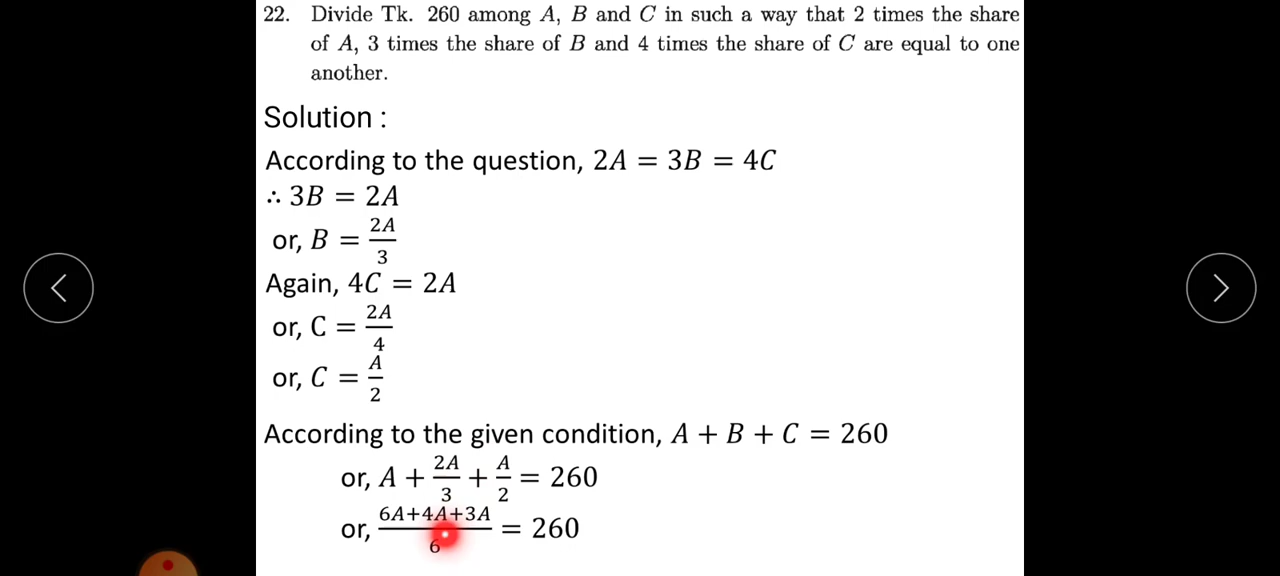 22. Divide Tk. 260 among A, B and C in such a way that 2 times the share
of A, 3 times the share of B and 4 times the share of C are equal to one
another.
Solution :
According to the question, 2A = 3B = 4C
∴ 3B = 2A
or, B = 2A/3
Again, 4C = 2A
or, C = 2A/4
or, C = A/2
According to the given condition, A + B + C = 260
or, A + 2A/3 + A/2 = 260
or, 6A+4A+3A/6 = 260